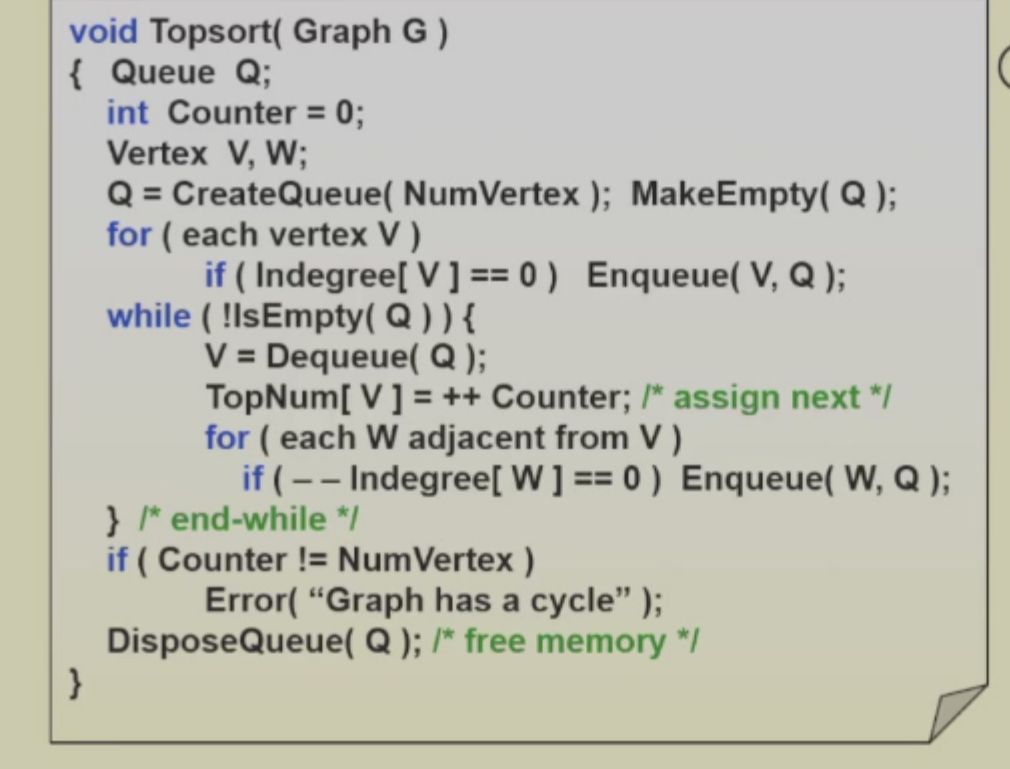 void Topsort( Graph G )
{ Queue Q;
int Counter = 0;
Vertex V, W;
Q = CreateQueue( NumVertex ); MakeEmpty( Q );
for ( each vertex V )
if ( Indegree[ V ] == 0 ) Enqueue( V, Q );
while ( !IsEmpty( Q ) ) {
V = Dequeue( Q );
TopNum[ V ] = ++ Counter; /* assign next */
for ( each W adjacent from V )
if ( – – Indegree[ W ] == 0 ) Enqueue( W, Q );
} /* end-while */
if ( Counter != NumVertex )
Error( “Graph has a cycle” );
DisposeQueue( Q ); /* free memory */
}